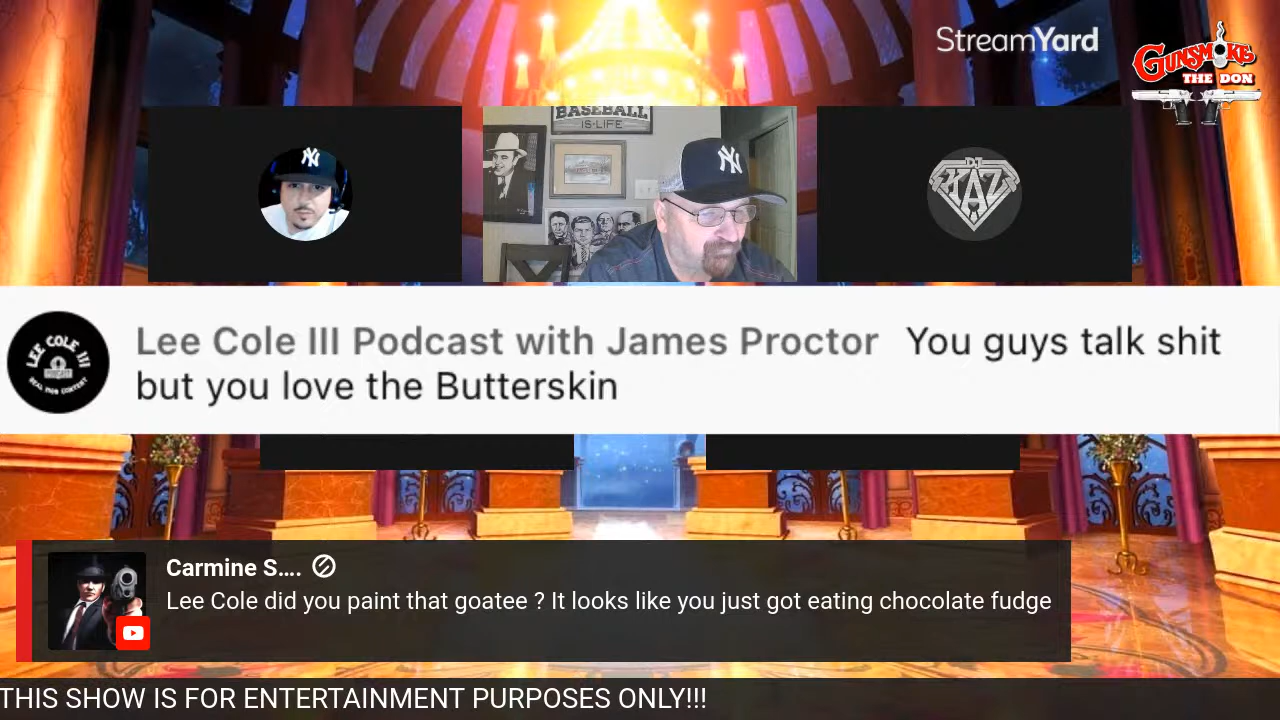 StreamYard
GUNSMOKE
THE DON
BASEBALL
IS-LIFE
NY
NY
DJ
KAZ
LEE COLE III
Lee Cole III Podcast with James Proctor You guys talk shit
but you love the Butterskin
Carmine S....
Lee Cole did you paint that goatee ? It looks like you just got eating chocolate fudge
THIS SHOW IS FOR ENTERTAINMENT PURPOSES ONLY!!!